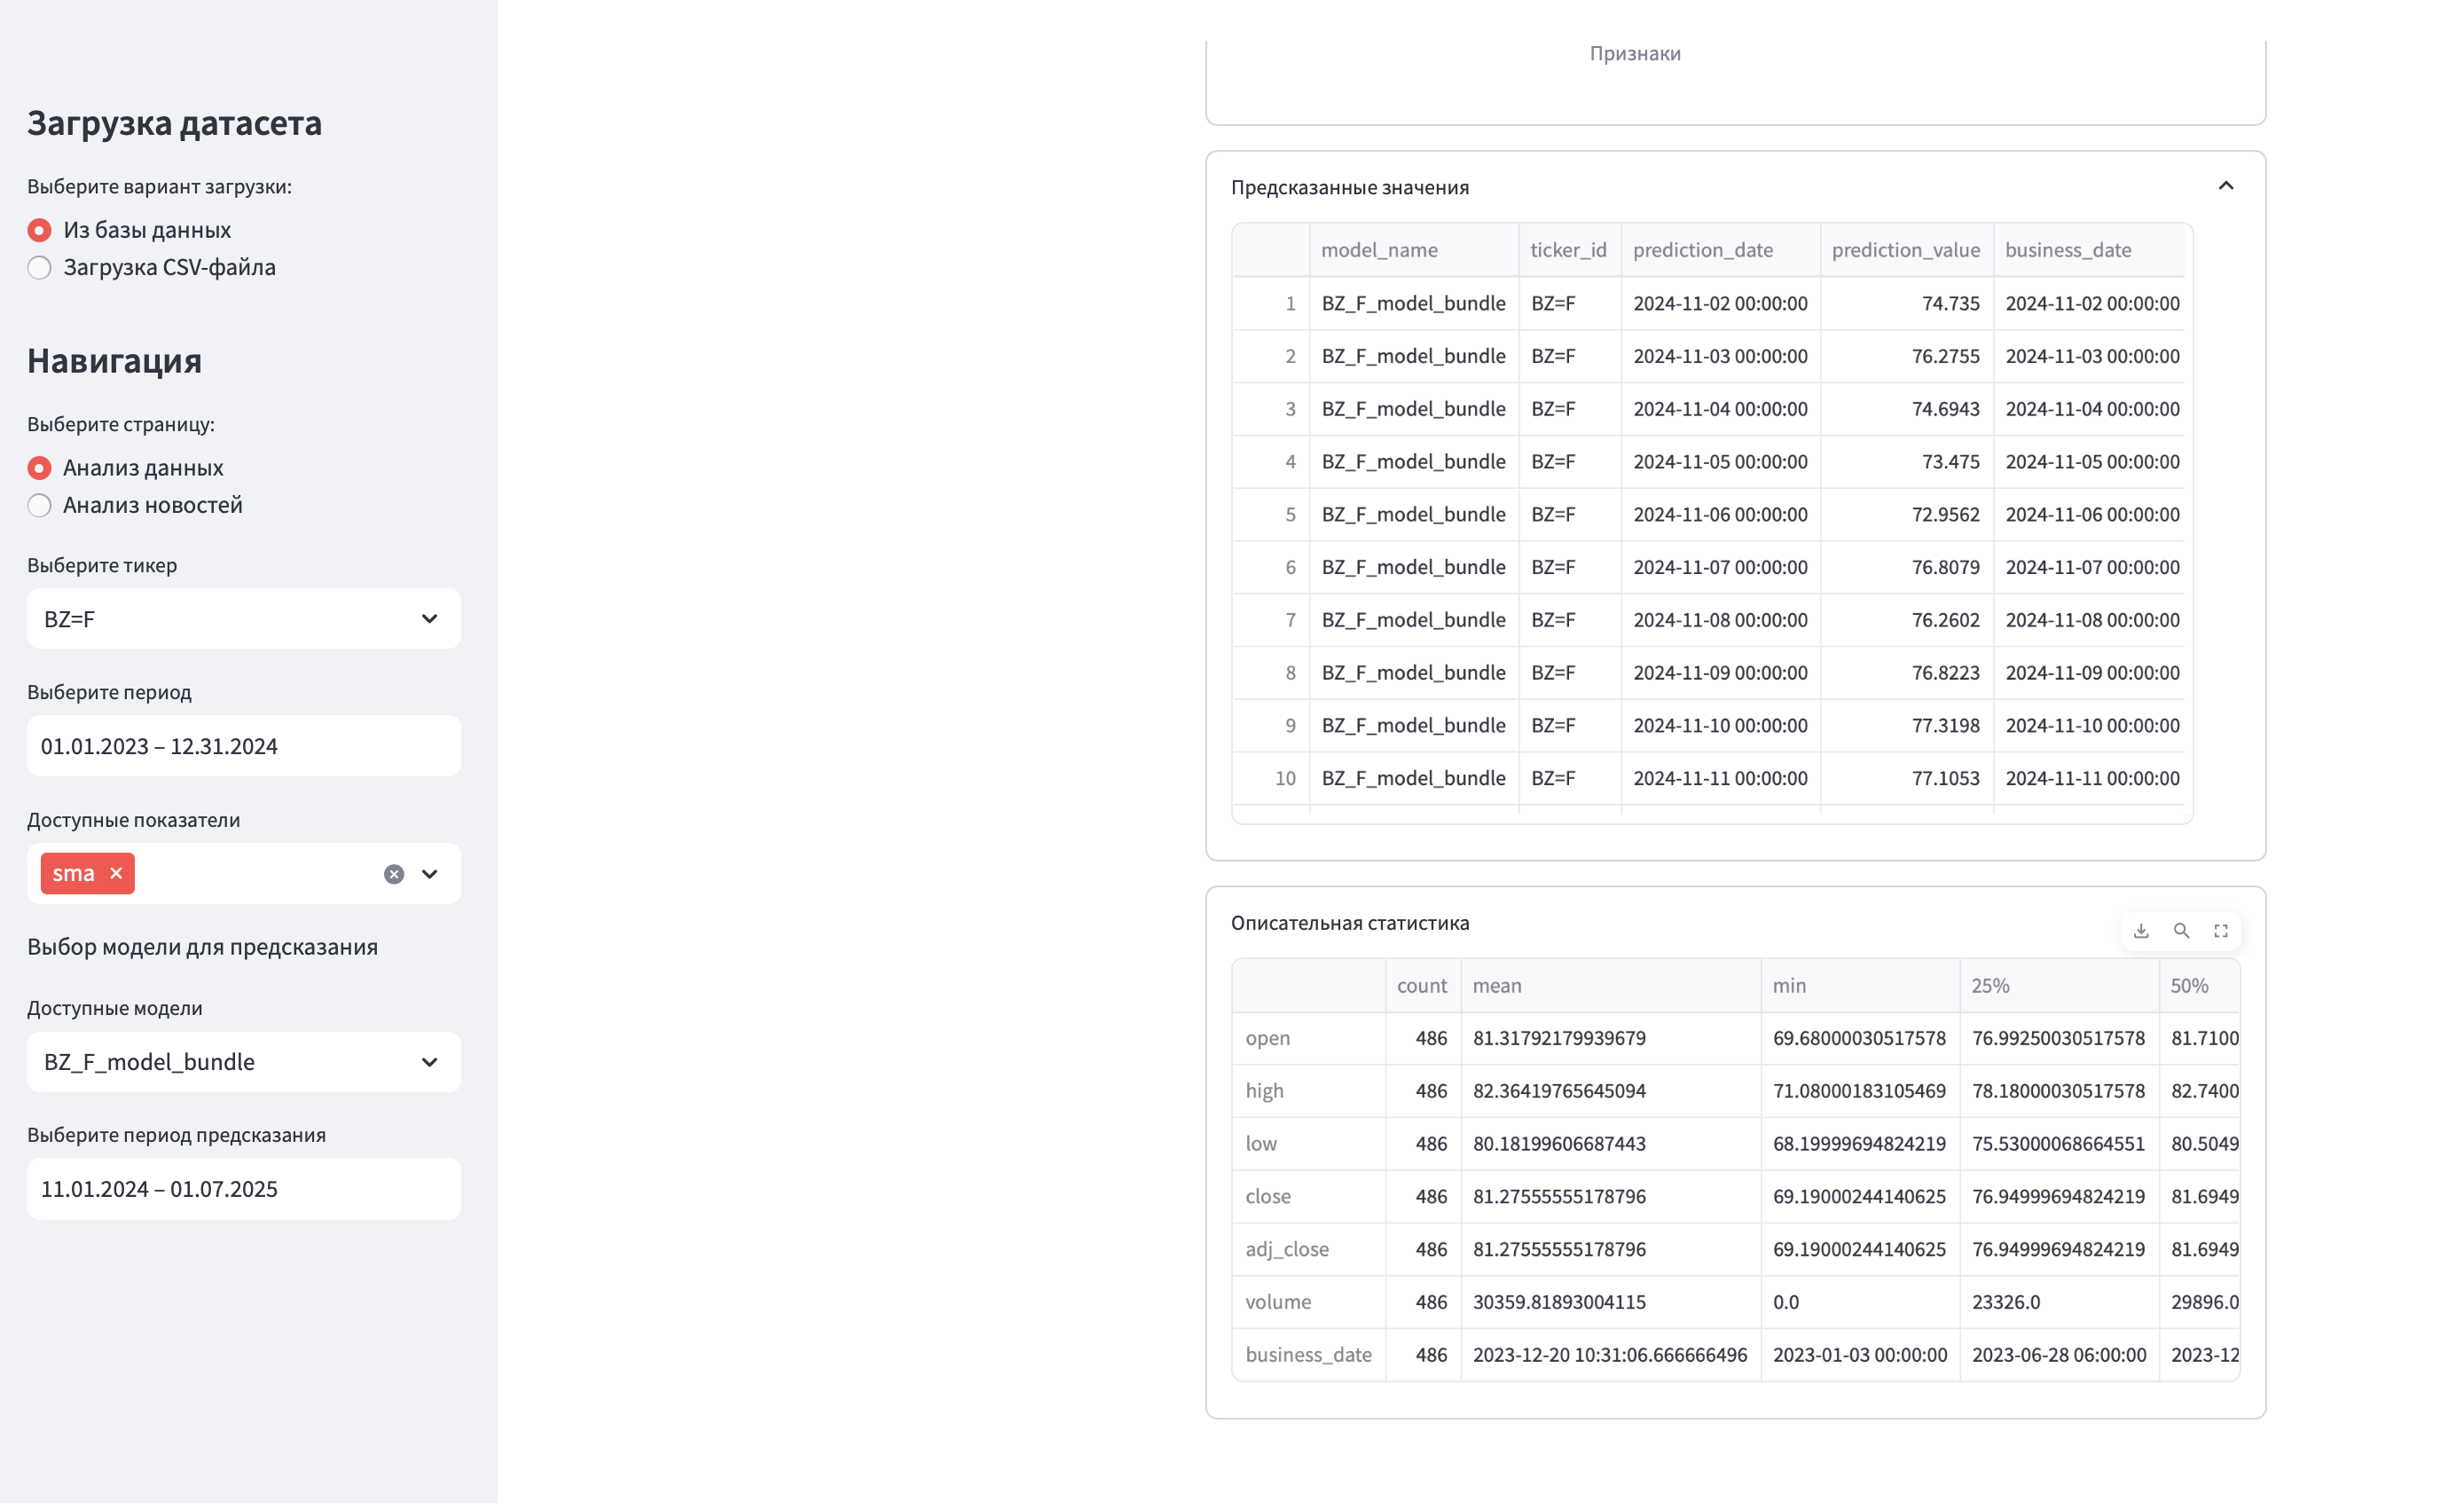 Загрузка датасета
Выберите вариант загрузки:
Из базы данных
Загрузка CSV-файла
Навигация
Выберите страницу:
Анализ данных
Анализ новостей
Выберите тикер
BZ=F
Выберите период
01.01.2023 – 12.31.2024
Доступные показатели
sma
Выбор модели для предсказания
Доступные модели
BZ_F_model_bundle
Выберите период предсказания
11.01.2024 – 01.07.2025
Признаки
Предсказанные значения
model_name ticker_id prediction_date prediction_value business_date
1 BZ_F_model_bundle BZ=F 2024-11-02 00:00:00 74.735 2024-11-02 00:00:00
2 BZ_F_model_bundle BZ=F 2024-11-03 00:00:00 76.2755 2024-11-03 00:00:00
3 BZ_F_model_bundle BZ=F 2024-11-04 00:00:00 74.6943 2024-11-04 00:00:00
4 BZ_F_model_bundle BZ=F 2024-11-05 00:00:00 73.475 2024-11-05 00:00:00
5 BZ_F_model_bundle BZ=F 2024-11-06 00:00:00 72.9562 2024-11-06 00:00:00
6 BZ_F_model_bundle BZ=F 2024-11-07 00:00:00 76.8079 2024-11-07 00:00:00
7 BZ_F_model_bundle BZ=F 2024-11-08 00:00:00 76.2602 2024-11-08 00:00:00
8 BZ_F_model_bundle BZ=F 2024-11-09 00:00:00 76.8223 2024-11-09 00:00:00
9 BZ_F_model_bundle BZ=F 2024-11-10 00:00:00 77.3198 2024-11-10 00:00:00
10 BZ_F_model_bundle BZ=F 2024-11-11 00:00:00 77.1053 2024-11-11 00:00:00
Описательная статистика
count mean min 25% 50%
open 486 81.31792179939679 69.68000030517578 76.99250030517578 81.7100
high 486 82.36419765645094 71.08000183105469 78.18000030517578 82.7400
low 486 80.18199606687443 68.19999694824219 75.53000068664551 80.5049
close 486 81.27555555178796 69.19000244140625 76.94999694824219 81.6949
adj_close 486 81.27555555178796 69.19000244140625 76.94999694824219 81.6949
volume 486 30359.81893004115 0.0 23326.0 29896.0
business_date 486 2023-12-20 10:31:06.666666496 2023-01-03 00:00:00 2023-06-28 06:00:00 2023-12